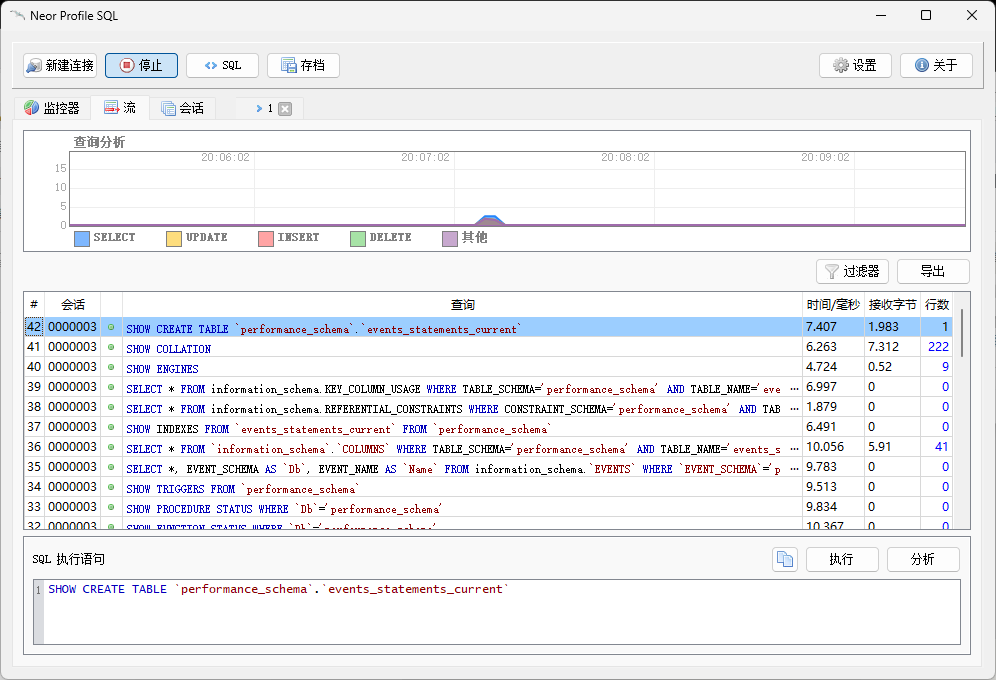 Neor Profile SQL
新建连接 停止 SQL 存档 设置 关于
监控器 流 会话 1
查询分析
20:06:02 20:07:02 20:08:02 20:09:02
15
10
5
0
SELECT UPDATE INSERT DELETE 其他
过滤器 导出
# 会话 查询 时间/毫秒 接收字节 行数
42 0000003 SHOW CREATE TABLE `performance_schema`.`events_statements_current` 7.407 1.983 1
41 0000003 SHOW COLLATION 6.263 7.312 222
40 0000003 SHOW ENGINES 4.724 0.52 9
39 0000003 SELECT * FROM information_schema.KEY_COLUMN_USAGE WHERE TABLE_SCHEMA='performance_schema' AND TABLE_NAME='eve ... 6.997 0 0
38 0000003 SELECT * FROM information_schema.REFERENTIAL_CONSTRAINTS WHERE CONSTRAINT_SCHEMA='performance_schema' AND TAB ... 1.879 0 0
37 0000003 SHOW INDEXES FROM `events_statements_current` FROM `performance_schema` 6.491 0 0
36 0000003 SELECT * FROM `information_schema`.`COLUMNS` WHERE TABLE_SCHEMA='performance_schema' AND TABLE_NAME='events_s ... 10.056 5.91 41
35 0000003 SELECT *, EVENT_SCHEMA AS `Db`, EVENT_NAME AS `Name` FROM information_schema.`EVENTS` WHERE `EVENT_SCHEMA`='p ... 9.783 0 0
34 0000003 SHOW TRIGGERS FROM `performance_schema` 9.513 0 0
33 0000003 SHOW PROCEDURE STATUS WHERE `Db`='performance_schema' 9.834 0 0
32 0000003 SHOW FUNCTION STATUS WHERE `Db`='performance_schema' 10.367 0 0
SQL 执行语句 执行 分析
1 SHOW CREATE TABLE `performance_schema`.`events_statements_current`